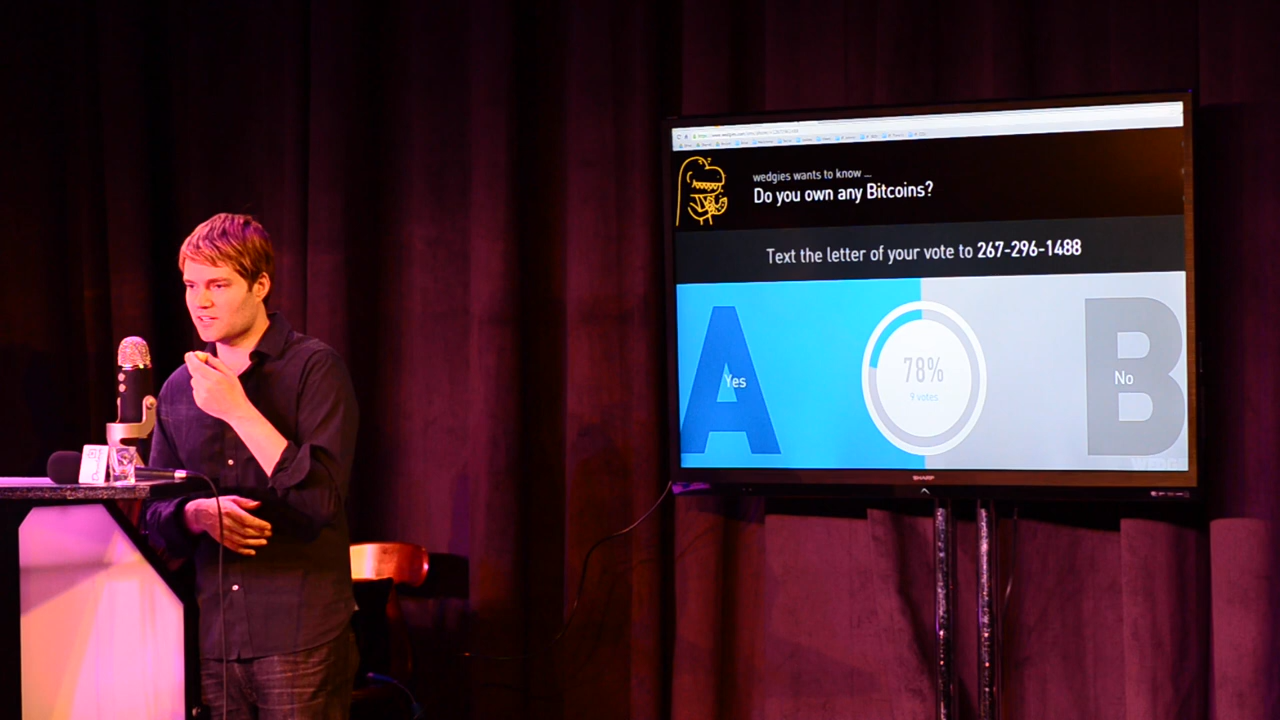 wedgies wants to know ...
Do you own any Bitcoins?
Text the letter of your vote to 267-296-1488
A
Yes
78%
9 votes
B
No
SHARP